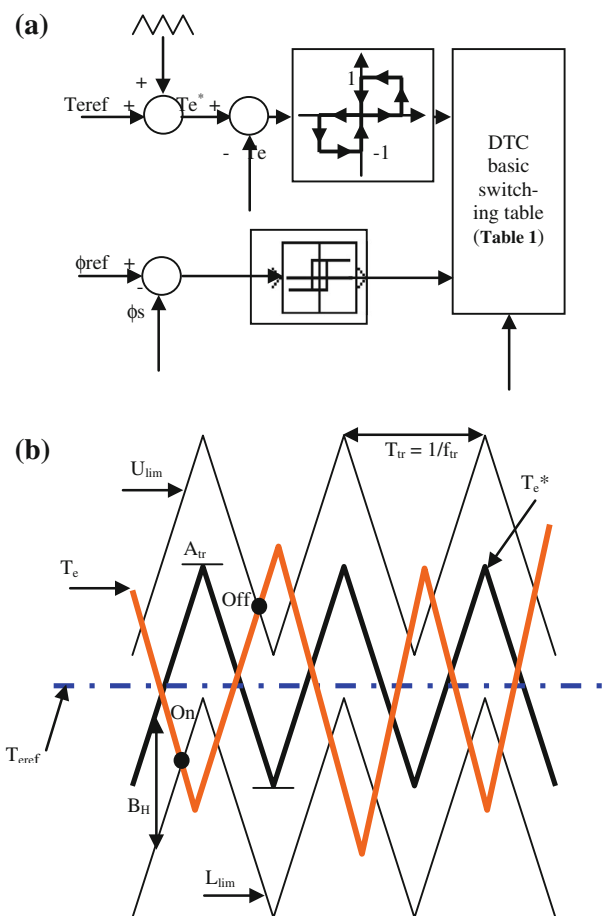 (a)
+
Teref
+
Te*
+
- Te
1
-1
DTC
basic
switch-
ing table
(Table 1)
ϕref
+
-
ϕs
(b)
Ttr = 1/ftr
Ulim
Te*
Atr
Te
Off
On
Teref
BH
Llim